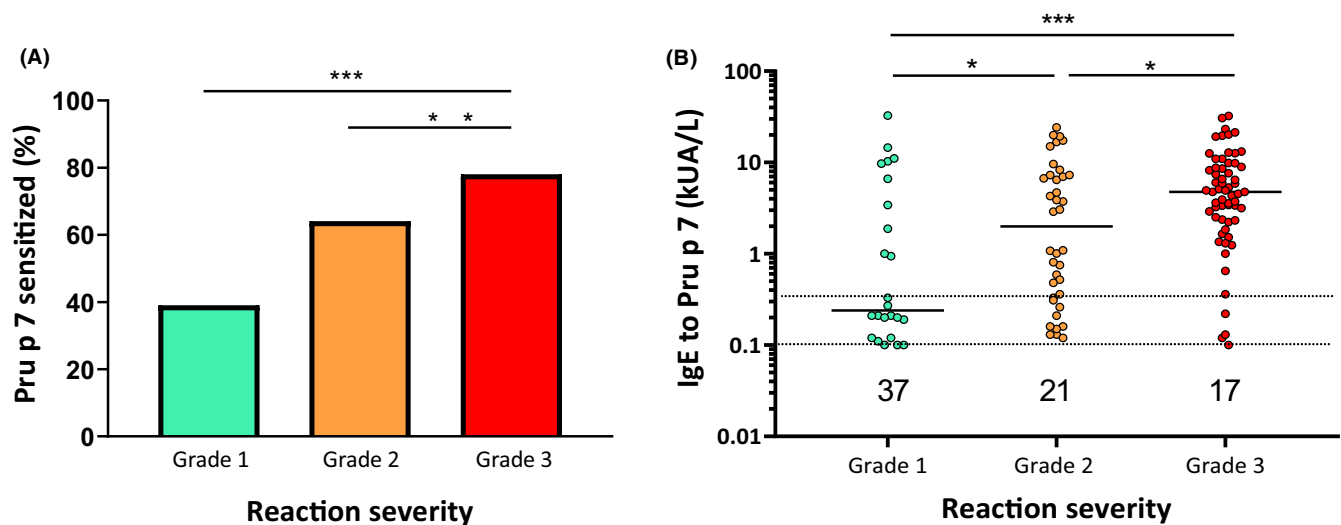 (A)
***
* *
Pru p 7 sensitized (%)
100
80
60
40
20
0
Grade 1 Grade 2 Grade 3
Reaction severity
(B)
***
* *
IgE to Pru p 7 (kUA/L)
100
10
1
0.1
0.01
37 21 17
Grade 1 Grade 2 Grade 3
Reaction severity